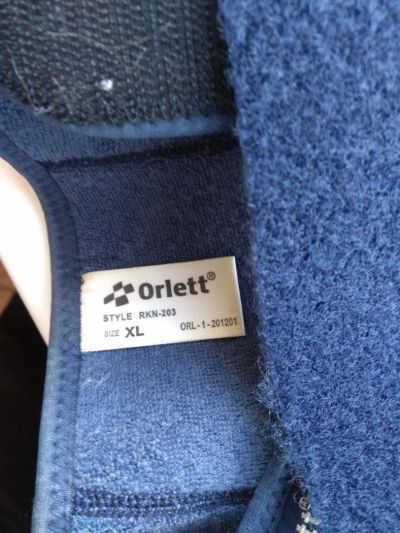 Orlett®
STYLE RKN-203
SIZE XL ORL-1-201201